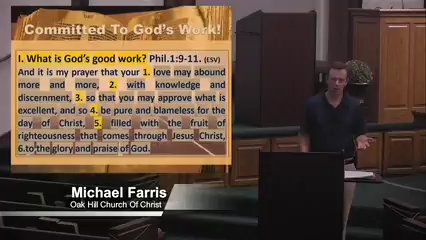 Committed To God's Work!
I. What is God's good work? Phil.1:9-11. (ESV)
And it is my prayer that your 1. love may abound
more and more, 2. with knowledge and
discernment, 3. so that you may approve what is
excellent, and so 4. be pure and blameless for the
day of Christ, 5. filled with the fruit of
righteousness that comes through Jesus Christ,
6.to the glory and praise of God.
Michael Farris
Oak Hill Church Of Christ